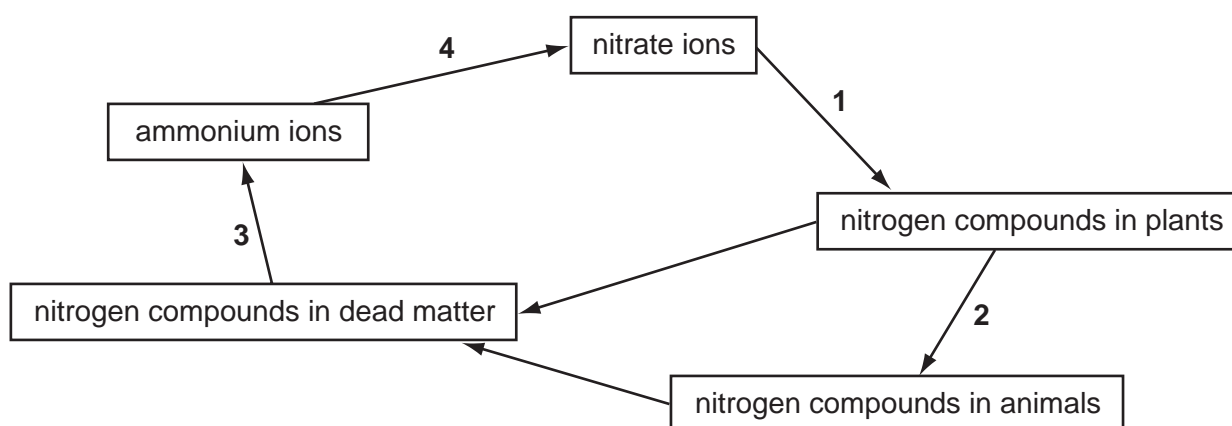 4
nitrate ions
1
ammonium ions
3
nitrogen compounds in plants
nitrogen compounds in dead matter
2
nitrogen compounds in animals